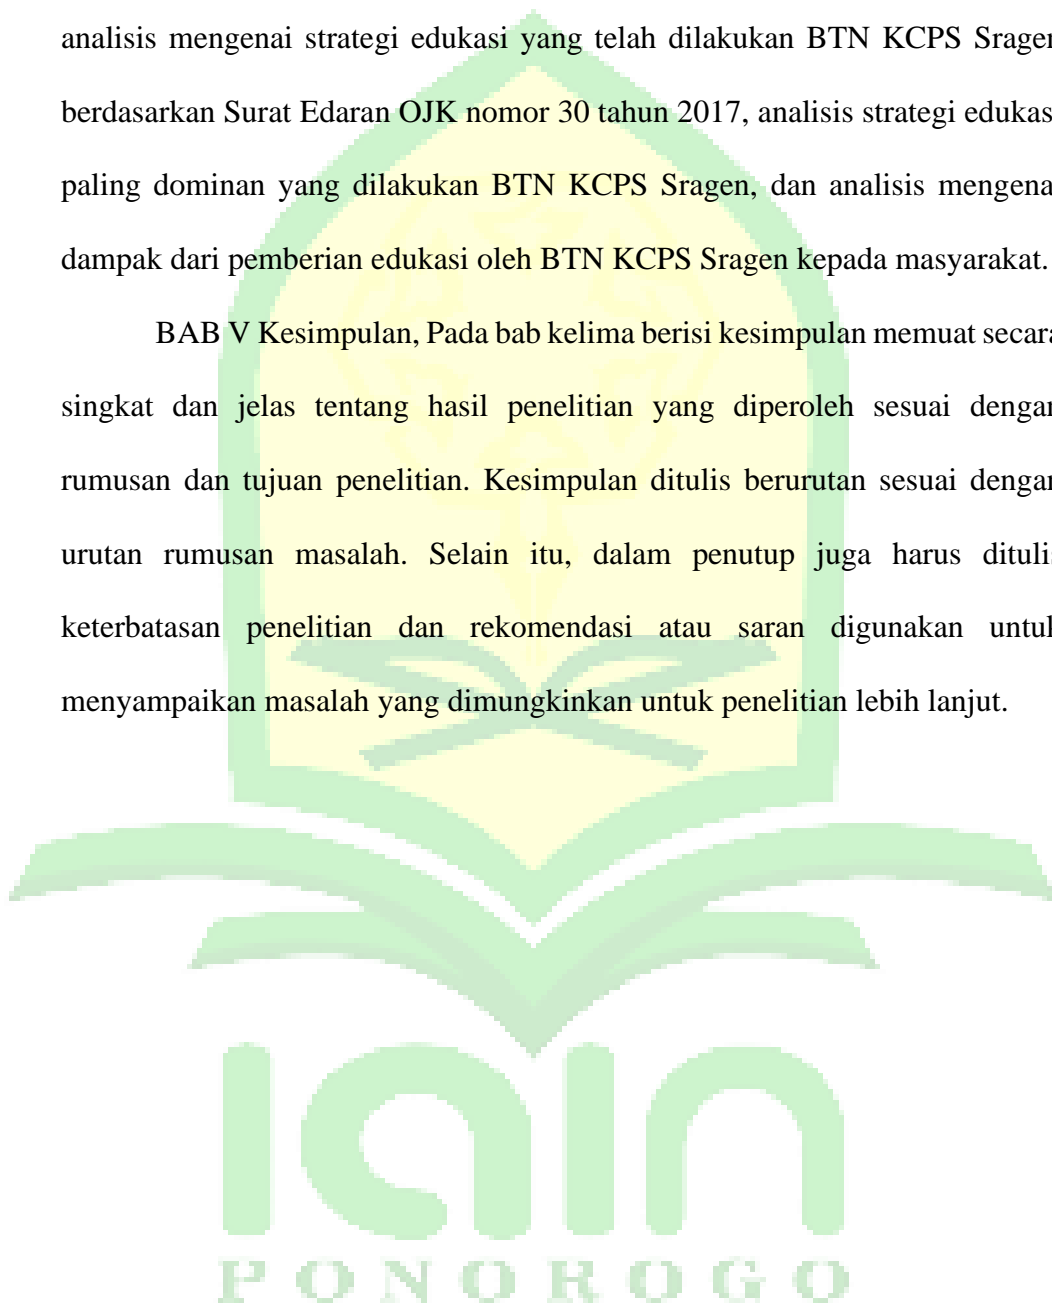 analisis mengenai strategi edukasi yang telah dilakukan BTN KCPS Sragen
berdasarkan Surat Edaran OJK nomor 30 tahun 2017, analisis strategi edukasi
paling dominan yang dilakukan BTN KCPS Sragen, dan analisis mengenai
dampak dari pemberian edukasi oleh BTN KCPS Sragen kepada masyarakat.
BAB V Kesimpulan, Pada bab kelima berisi kesimpulan memuat secara
singkat dan jelas tentang hasil penelitian yang diperoleh sesuai dengan
rumusan dan tujuan penelitian. Kesimpulan ditulis berurutan sesuai dengan
urutan rumusan masalah. Selain itu, dalam penutup juga harus ditulis
keterbatasan penelitian dan rekomendasi atau saran digunakan untuk
menyampaikan masalah yang dimungkinkan untuk penelitian lebih lanjut.
iain
PONOROGO